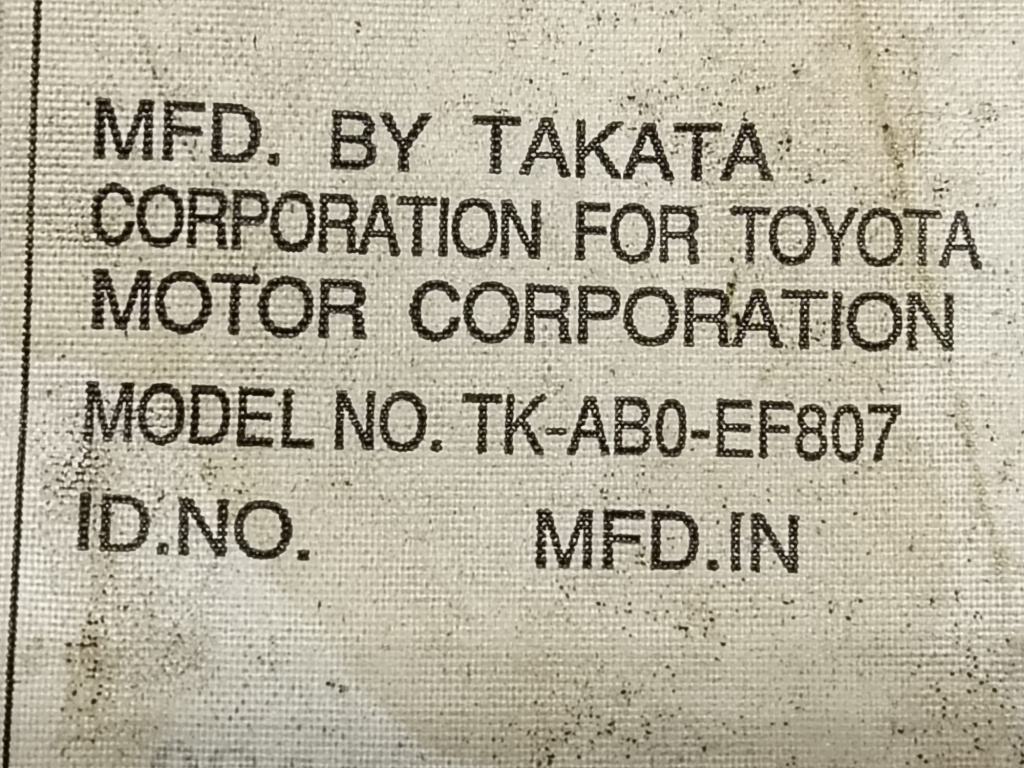 MFD. BY TAKATA
CORPORATION FOR TOYOTA
MOTOR CORPORATION
MODEL NO. TK-AB0-EF807
ID.NO. MFD.IN